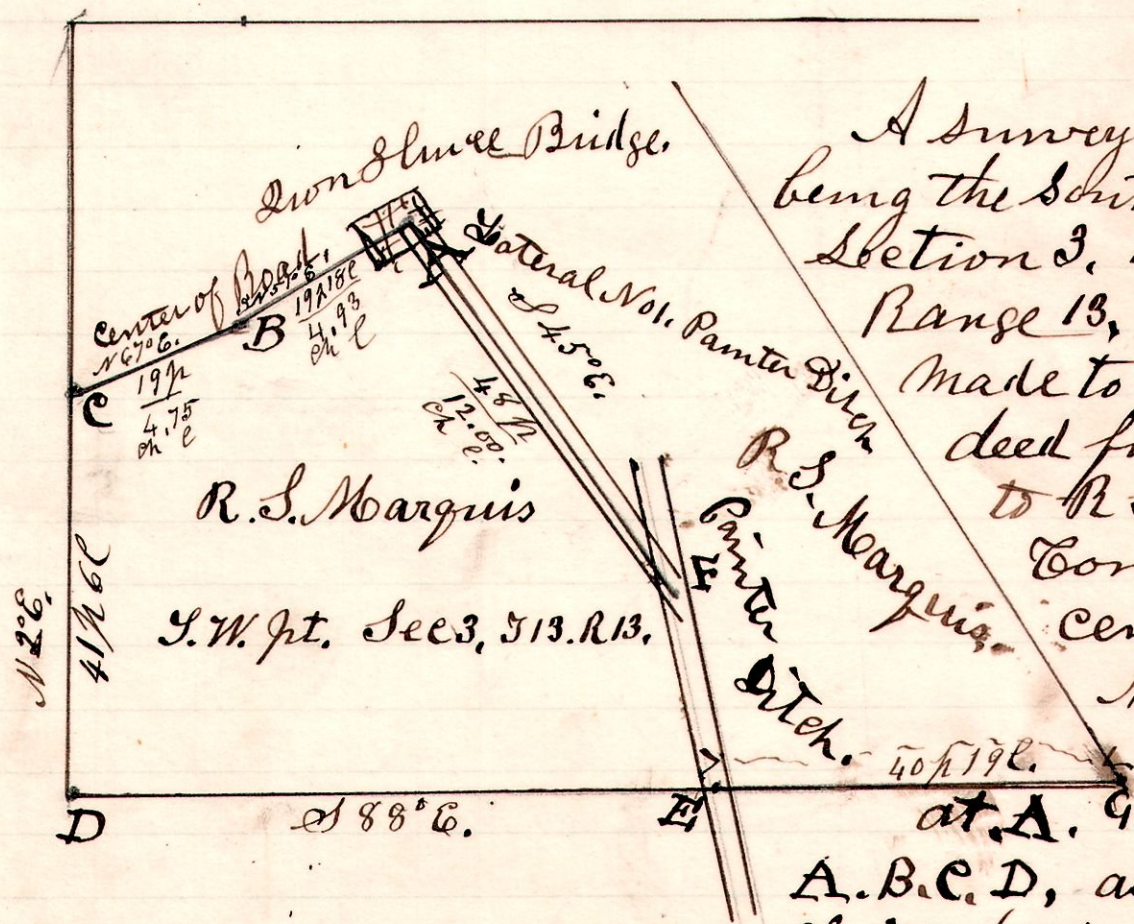 Iron Sluice Bridge.
Center of Road.
N 67° E.
19 p
4.75
ch l
B
19 p 18 l
4.93
ch l
C
A
Lateral No 1. Painter Ditch
S 45° E.
48 p
12.00.
ch l.
R. S. Marquis
S. W. pt. Sec 3, T 13. R 13.
N 2° E.
41 p 6 l
R. S. Marquis.
F
Painter Ditch.
40 p 19 l.
D
S 88° E.
E
G
A survey
being the Sout
Section 3,
Range 13,
made to
deed f
to R
Con
cen
at A.
A. B. C. D, a